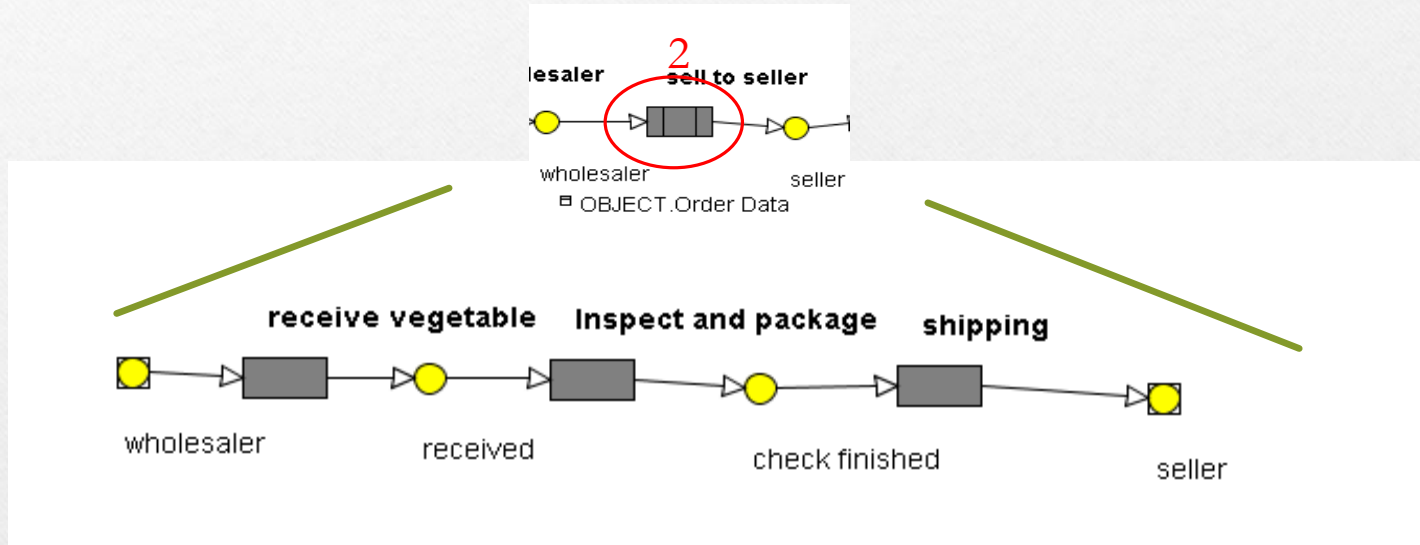 2
lesaler sell to seller
wholesaler seller
OBJECT.Order Data
receive vegetable Inspect and package shipping
wholesaler received check finished seller